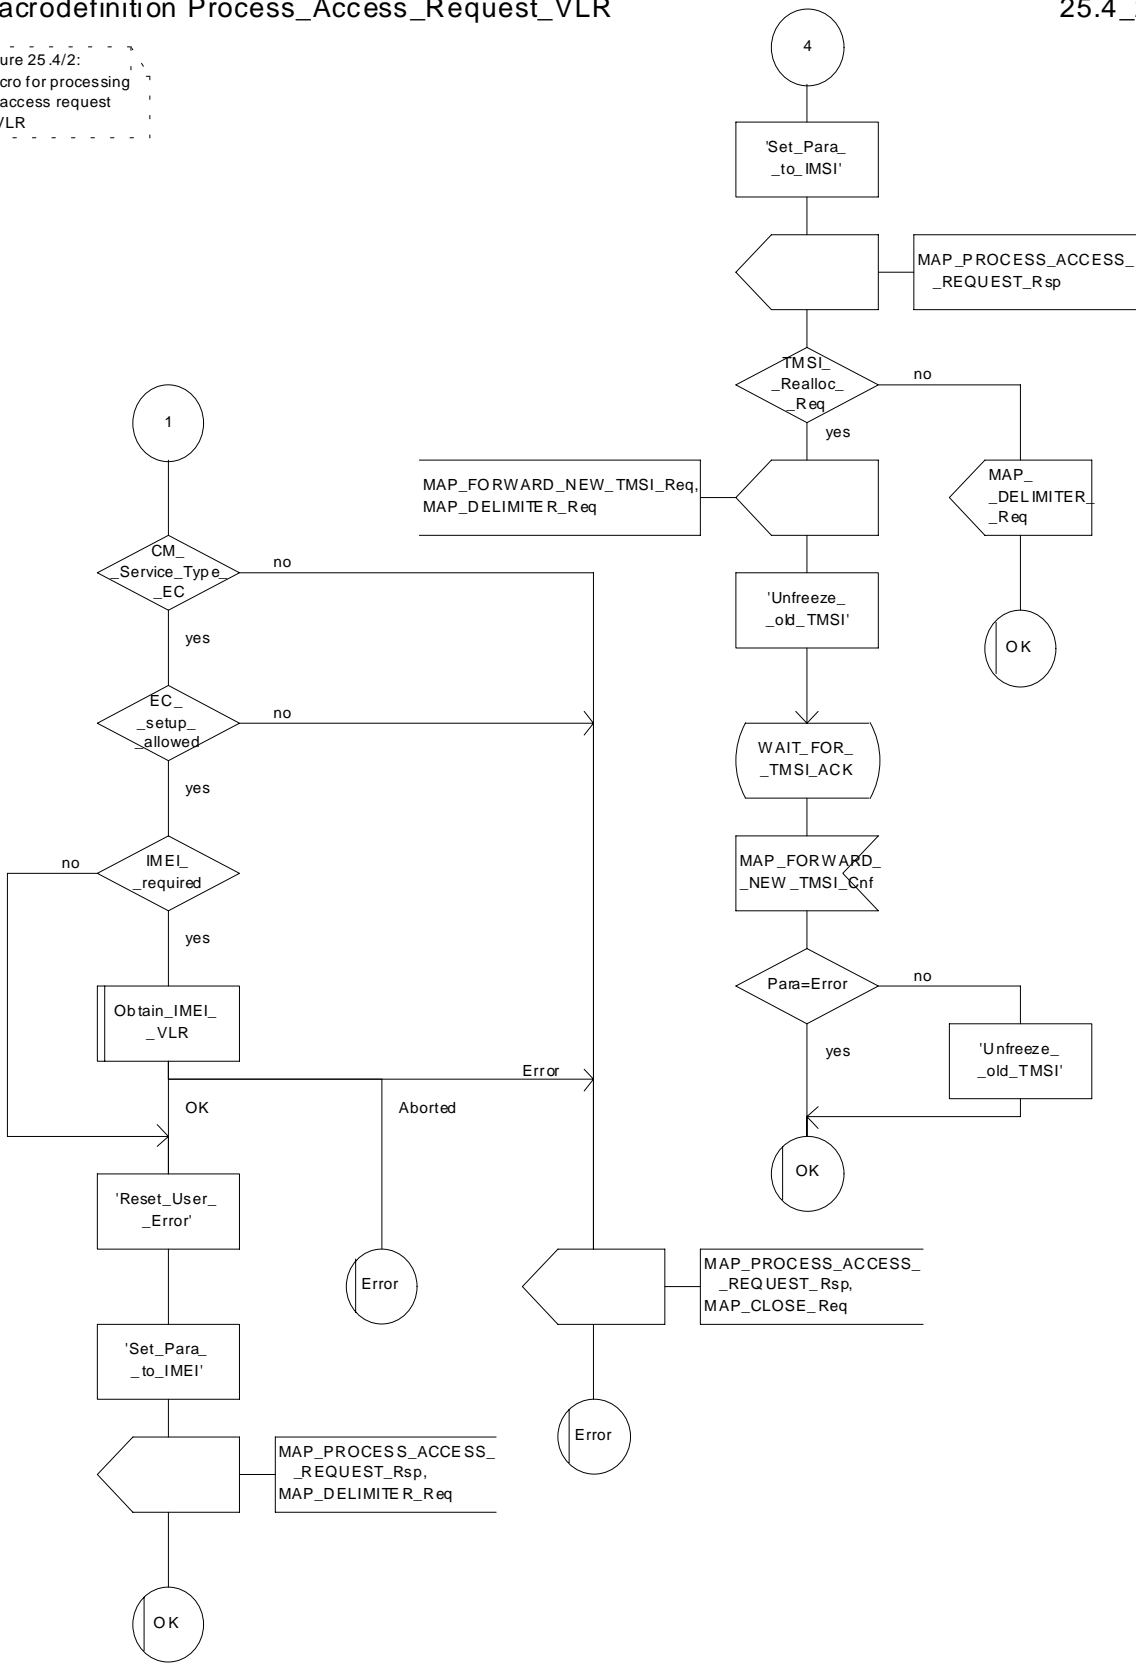 acrodefinition Process_Access_Request_VLR
25.4_
ure 25.4/2:
cro for processing
access request
VLR
4
'Set_Para_
_to_IMSI'
MAP_PROCESS_ACCESS_
_REQUEST_Rsp
TMSI_
_Realloc_
_Req
no
yes
MAP_FORWARD_NEW_TMSI_Req,
MAP_DELIMITER_Req
MAP_
_DELIMITER_
_Req
'Unfreeze_
_old_TMSI'
OK
WAIT_FOR_
_TMSI_ACK
MAP_FORWARD_
_NEW_TMSI_Cnf
Para=Error
no
yes
'Unfreeze_
_old_TMSI'
OK
1
CM_
_Service_Type_
_EC
no
yes
EC_
_setup_
_allowed
no
yes
IMEI_
_required
no
yes
Obtain_IMEI_
_VLR
Error
OK
Aborted
'Reset_User_
_Error'
Error
MAP_PROCESS_ACCESS_
_REQUEST_Rsp,
MAP_CLOSE_Req
'Set_Para_
_to_IMEI'
Error
MAP_PROCESS_ACCESS_
_REQUEST_Rsp,
MAP_DELIMITER_Req
OK